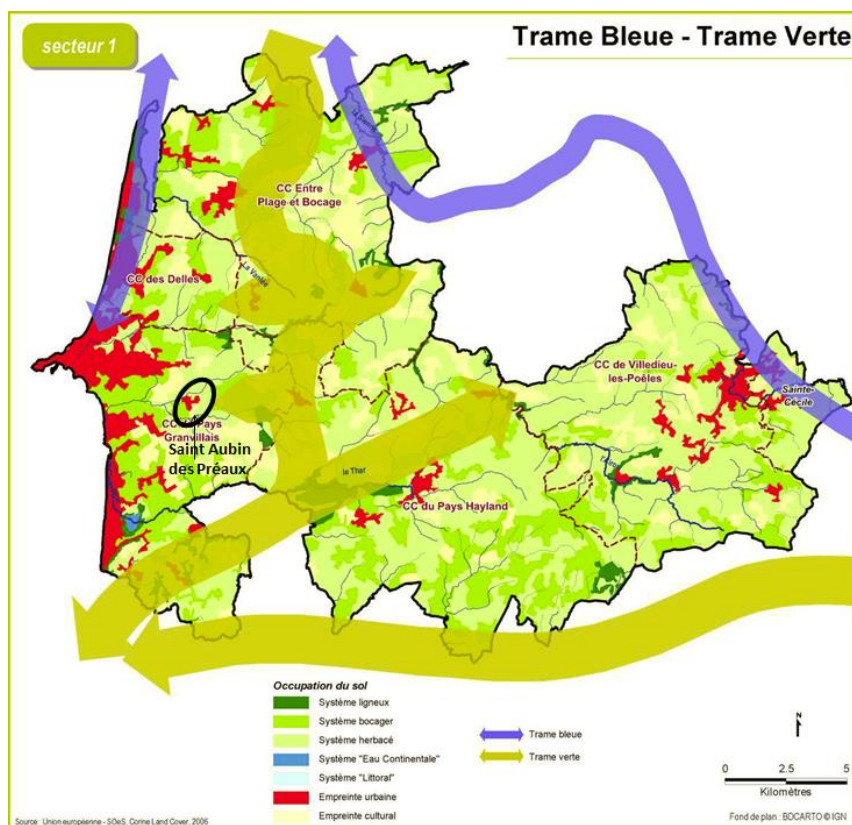 secteur 1
Trame Bleue - Trame Verte
la Sienne
CC Entre
Plage et Bocage
La Vanlée
CC des Delles
CC de Villedieu-
les-Poêles
Sainte-
Cécile
CC
Pays
Granvillais
Saint Aubin
des Préaux
le Thar
CC du Pays Hayland
Occupation du sol
Système ligneux
Système bocager
Système herbacé
Système "Eau Continentale"
Système "Littoral"
Empreinte urbaine
Empreinte cultural
Trame bleue
Trame verte
N
0 2.5 5
Kilomètres
Source : Union européenne - SOeS, Corine Land Cover, 2006
Fond de plan : BDCARTO © IGN